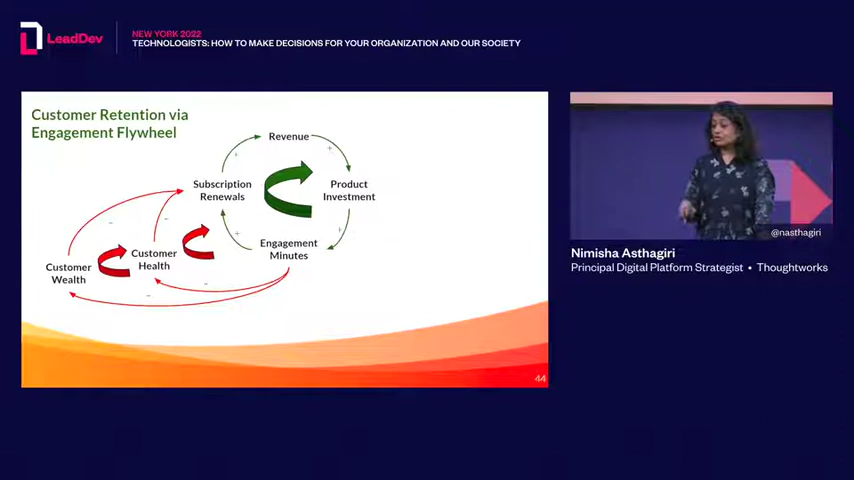 LeadDev
NEW YORK 2022
TECHNOLOGISTS: HOW TO MAKE DECISIONS FOR YOUR ORGANIZATION AND OUR SOCIETY
Customer Retention via
Engagement Flywheel
Revenue
+
+
Subscription
Renewals
Product
Investment
–
–
+
+
Engagement
Minutes
Customer
Health
Customer
Wealth
–
–
44
@nasthagiri
Nimisha Asthagiri
Principal Digital Platform Strategist • Thoughtworks